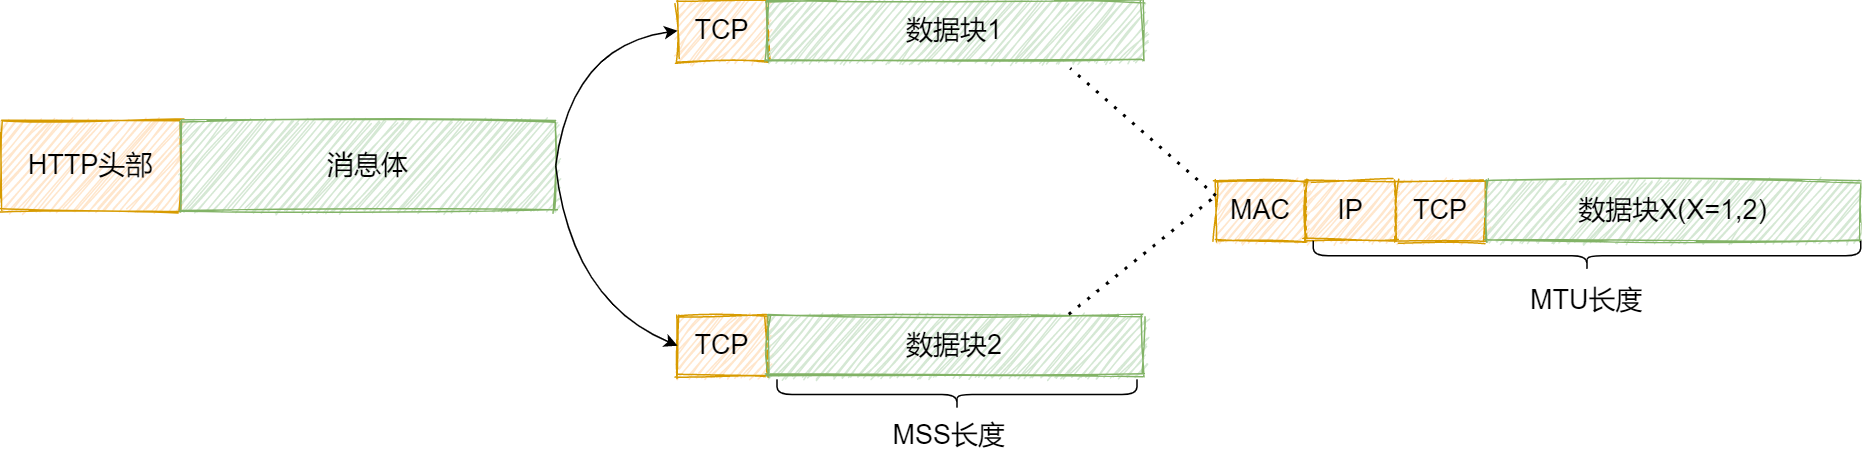 TCP
数据块1
HTTP头部
消息体
MAC
IP
TCP
数据块X(X=1,2)
MTU长度
TCP
数据块2
MSS长度